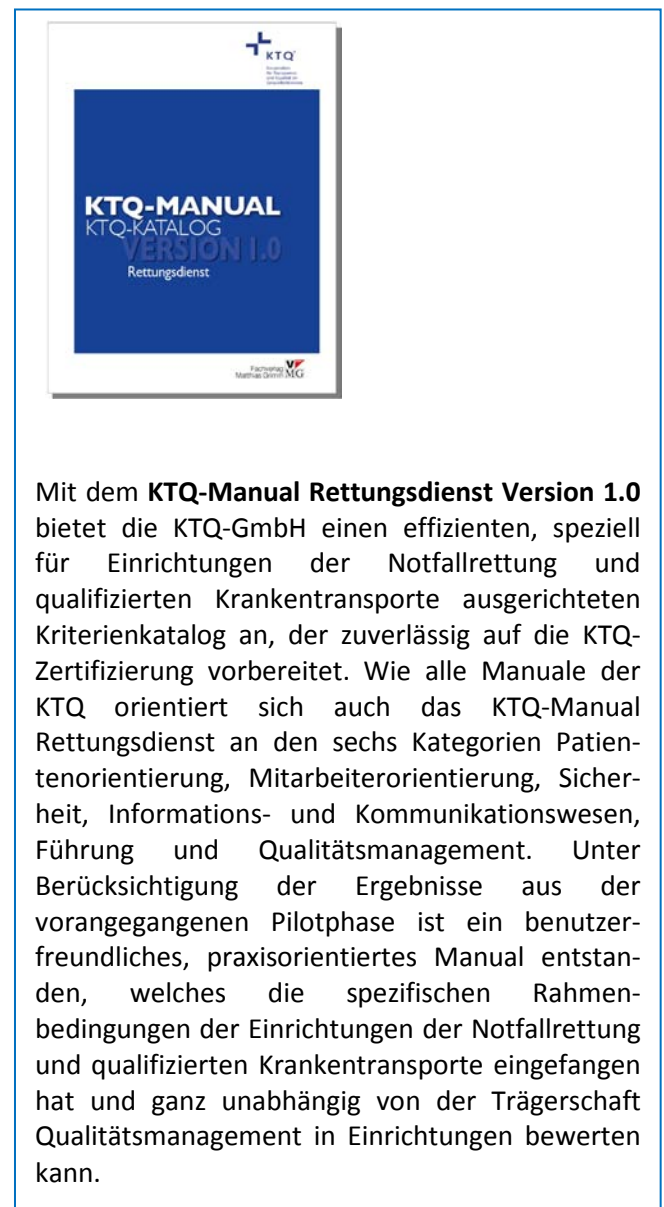 KTQ
KTQ-MANUAL
KTQ-KATALOG
VERSION 1.0
Rettungsdienst
Fachverlag
Matthias Grimm
VMG
Mit dem KTQ-Manual Rettungsdienst Version 1.0
bietet die KTQ-GmbH einen effizienten, speziell
für Einrichtungen der Notfallrettung und
qualifizierten Krankentransporte ausgerichteten
Kriterienkatalog an, der zuverlässig auf die KTQ-
Zertifizierung vorbereitet. Wie alle Manuale der
KTQ orientiert sich auch das KTQ-Manual
Rettungsdienst an den sechs Kategorien Patien-
tenorientierung, Mitarbeiterorientierung, Sicher-
heit, Informations- und Kommunikationswesen,
Führung und Qualitätsmanagement. Unter
Berücksichtigung der Ergebnisse aus der
vorangegangenen Pilotphase ist ein benutzer-
freundliches, praxisorientiertes Manual entstan-
den, welches die spezifischen Rahmen-
bedingungen der Einrichtungen der Notfallrettung
und qualifizierten Krankentransporte eingefangen
hat und ganz unabhängig von der Trägerschaft
Qualitätsmanagement in Einrichtungen bewerten
kann.